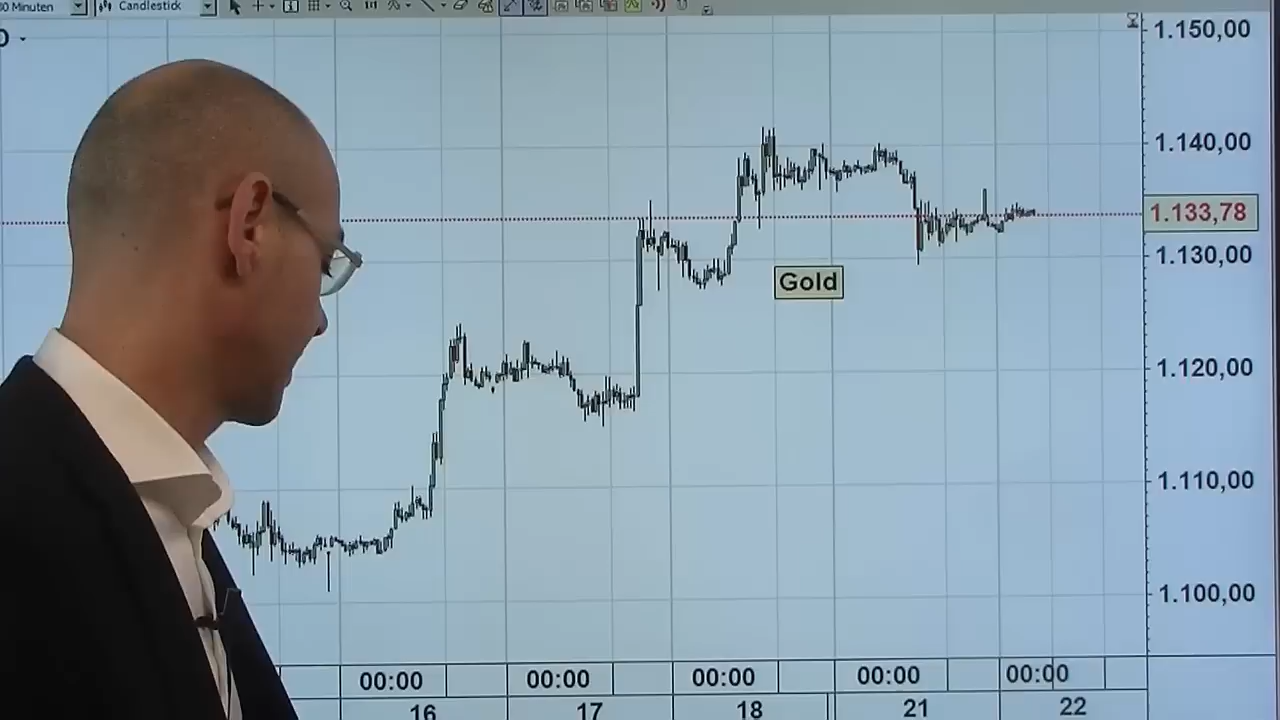 Minuten
Candlestick
1.150,00
1.140,00
1.133,78
1.130,00
Gold
1.120,00
1.110,00
1.100,00
00:00 00:00 00:00 00:00 00:00
16 17 18 21 22